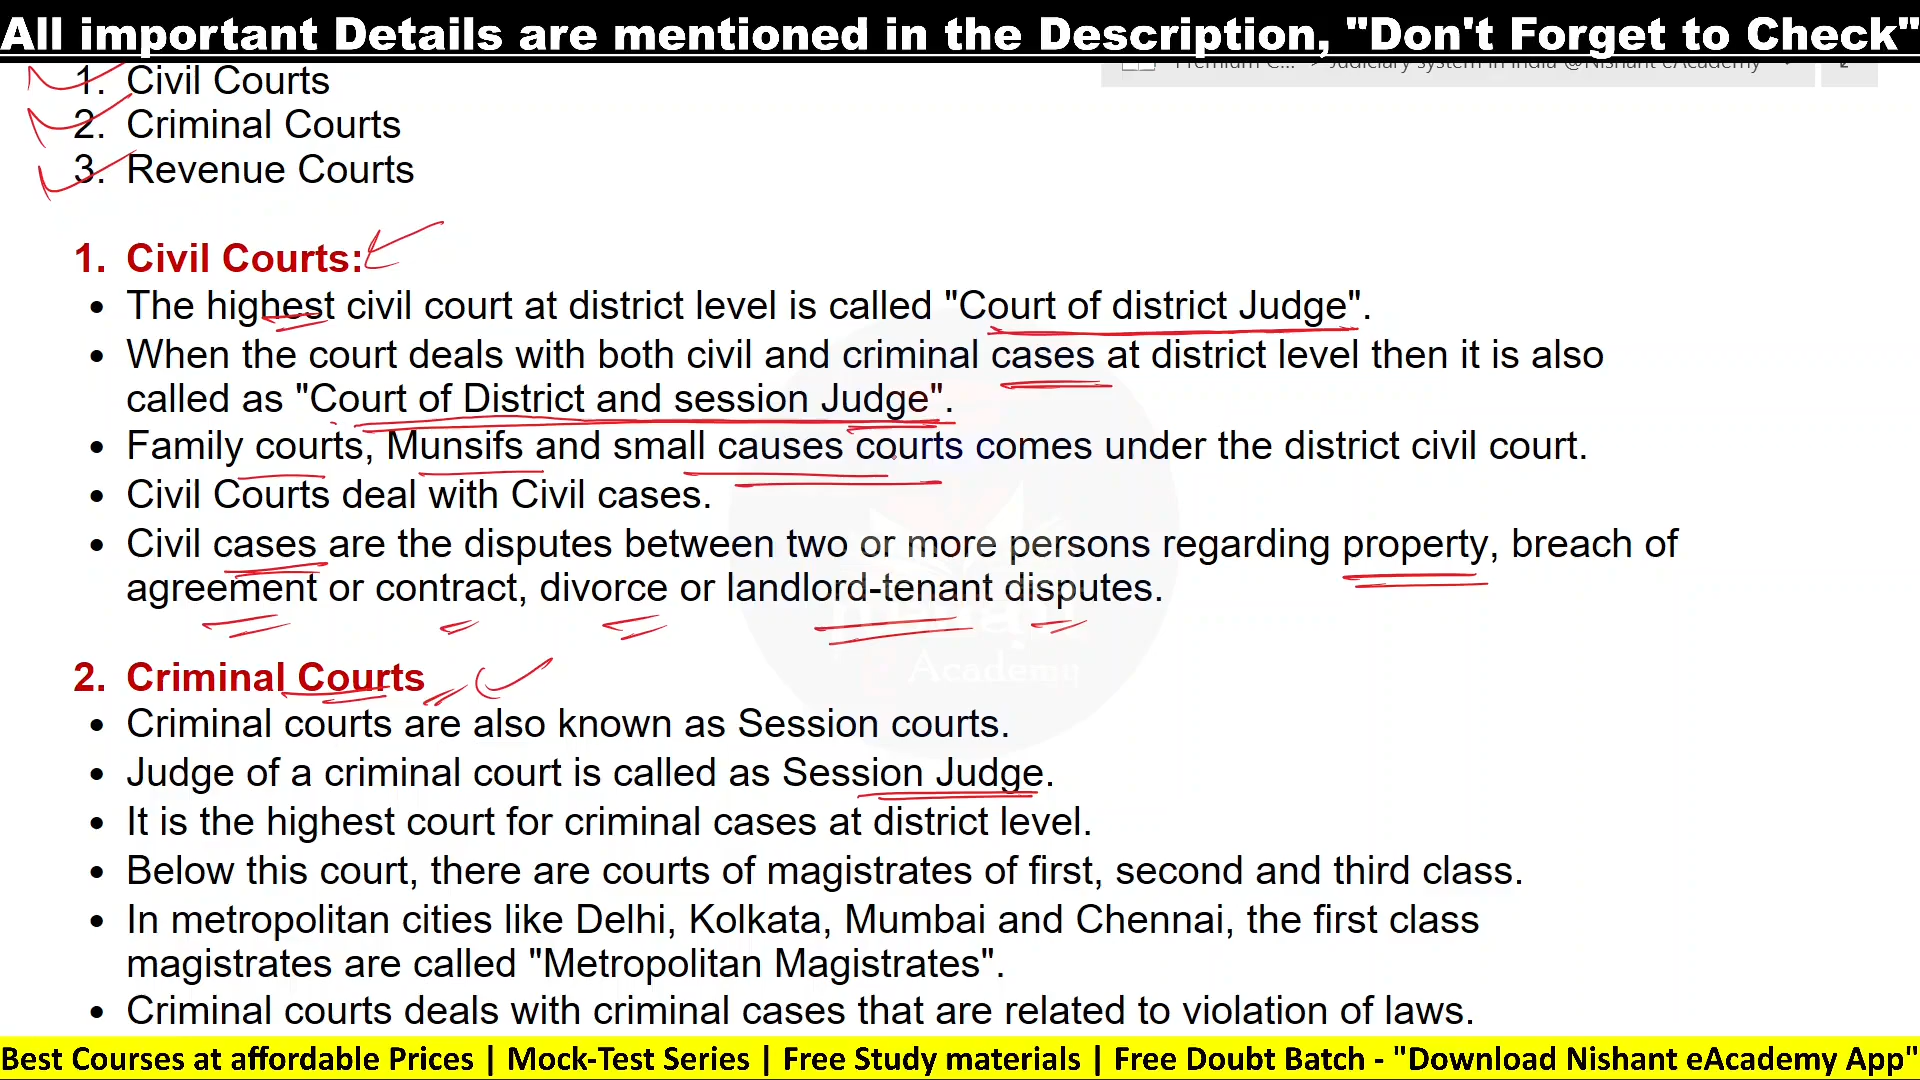 All important Details are mentioned in the Description, "Don't Forget to Check"
Premium C... > Judiciary system in India @Nishant eAcademy
1. Civil Courts
2. Criminal Courts
3. Revenue Courts
1. Civil Courts:
• The highest civil court at district level is called "Court of district Judge".
• When the court deals with both civil and criminal cases at district level then it is also
called as "Court of District and session Judge".
• Family courts, Munsifs and small causes courts comes under the district civil court.
• Civil Courts deal with Civil cases.
• Civil cases are the disputes between two or more persons regarding property, breach of
agreement or contract, divorce or landlord-tenant disputes.
Academy
2. Criminal Courts
• Criminal courts are also known as Session courts.
• Judge of a criminal court is called as Session Judge.
• It is the highest court for criminal cases at district level.
• Below this court, there are courts of magistrates of first, second and third class.
• In metropolitan cities like Delhi, Kolkata, Mumbai and Chennai, the first class
magistrates are called "Metropolitan Magistrates".
• Criminal courts deals with criminal cases that are related to violation of laws.
Best Courses at affordable Prices | Mock-Test Series | Free Study materials | Free Doubt Batch - "Download Nishant eAcademy App"